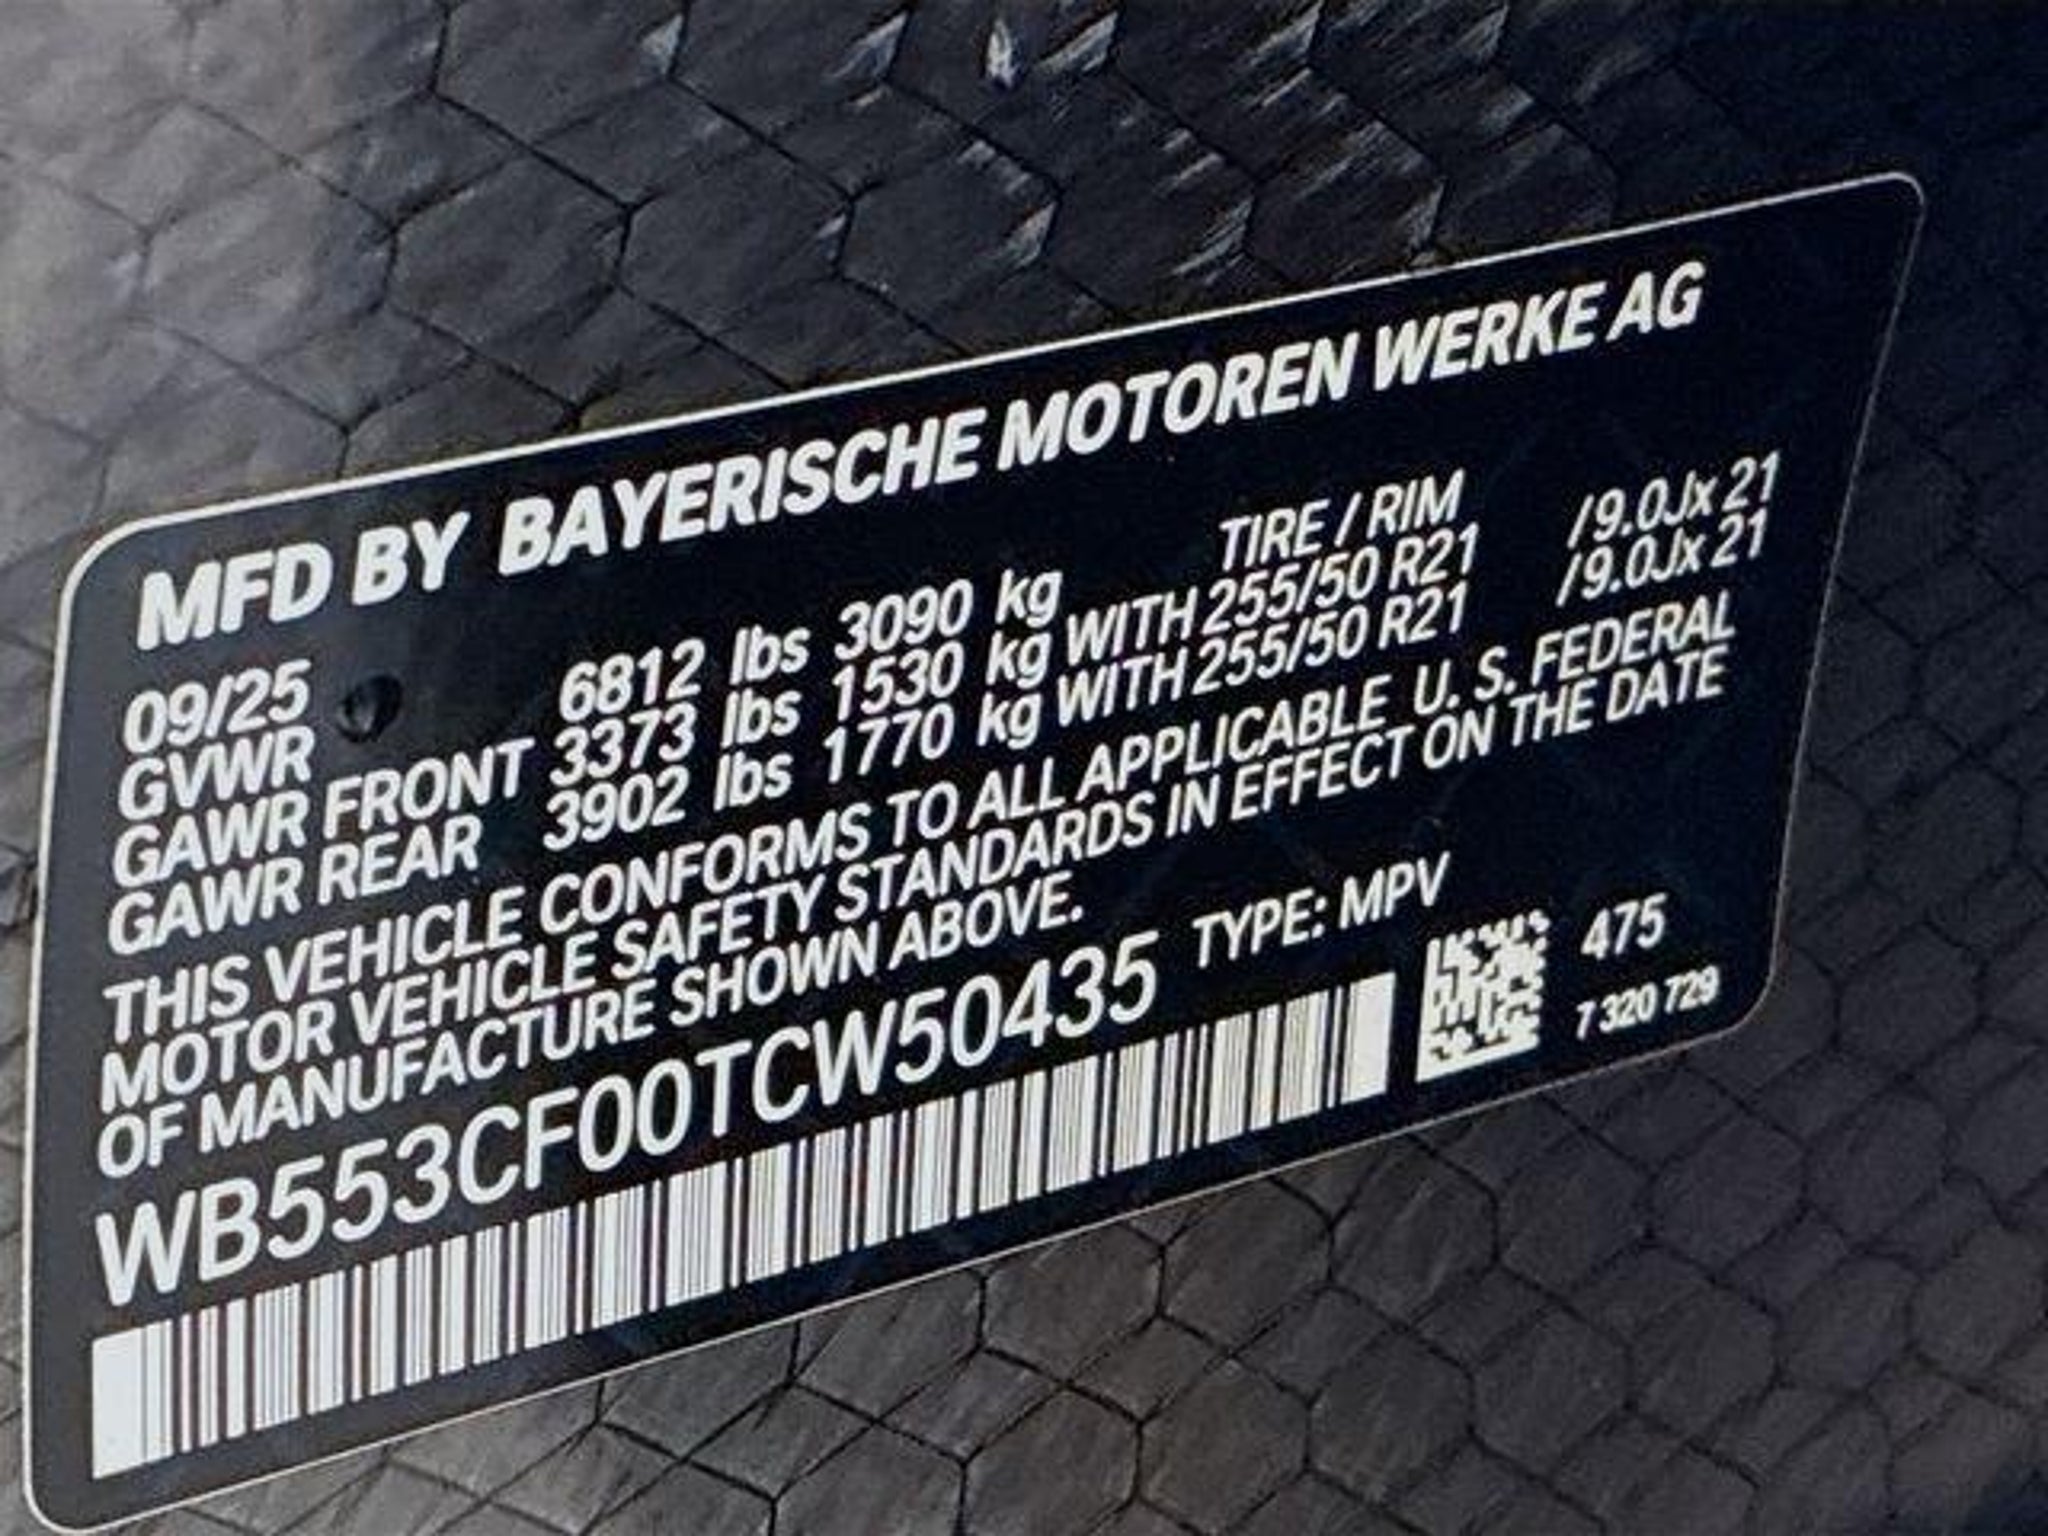 MFD BY BAYERISCHE MOTOREN WERKE AG
09/25 TIRE / RIM
GVWR 6812 lbs 3090 kg
GAWR FRONT 3373 lbs 1530 kg WITH 255/50 R21 /9.0Jx 21
GAWR REAR 3902 lbs 1770 kg WITH 255/50 R21 /9.0Jx 21
THIS VEHICLE CONFORMS TO ALL APPLICABLE U. S. FEDERAL
MOTOR VEHICLE SAFETY STANDARDS IN EFFECT ON THE DATE
OF MANUFACTURE SHOWN ABOVE.
WB553CF00TCW50435 TYPE: MPV
475
7 320 729